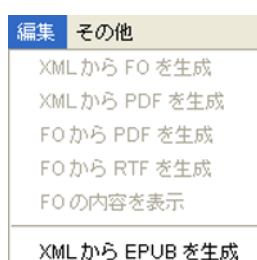 編集 その他
XMLから FO を生成
XMLから PDF を生成
FOから PDF を生成
FOから RTF を生成
FOの内容を表示
XMLから EPUB を生成